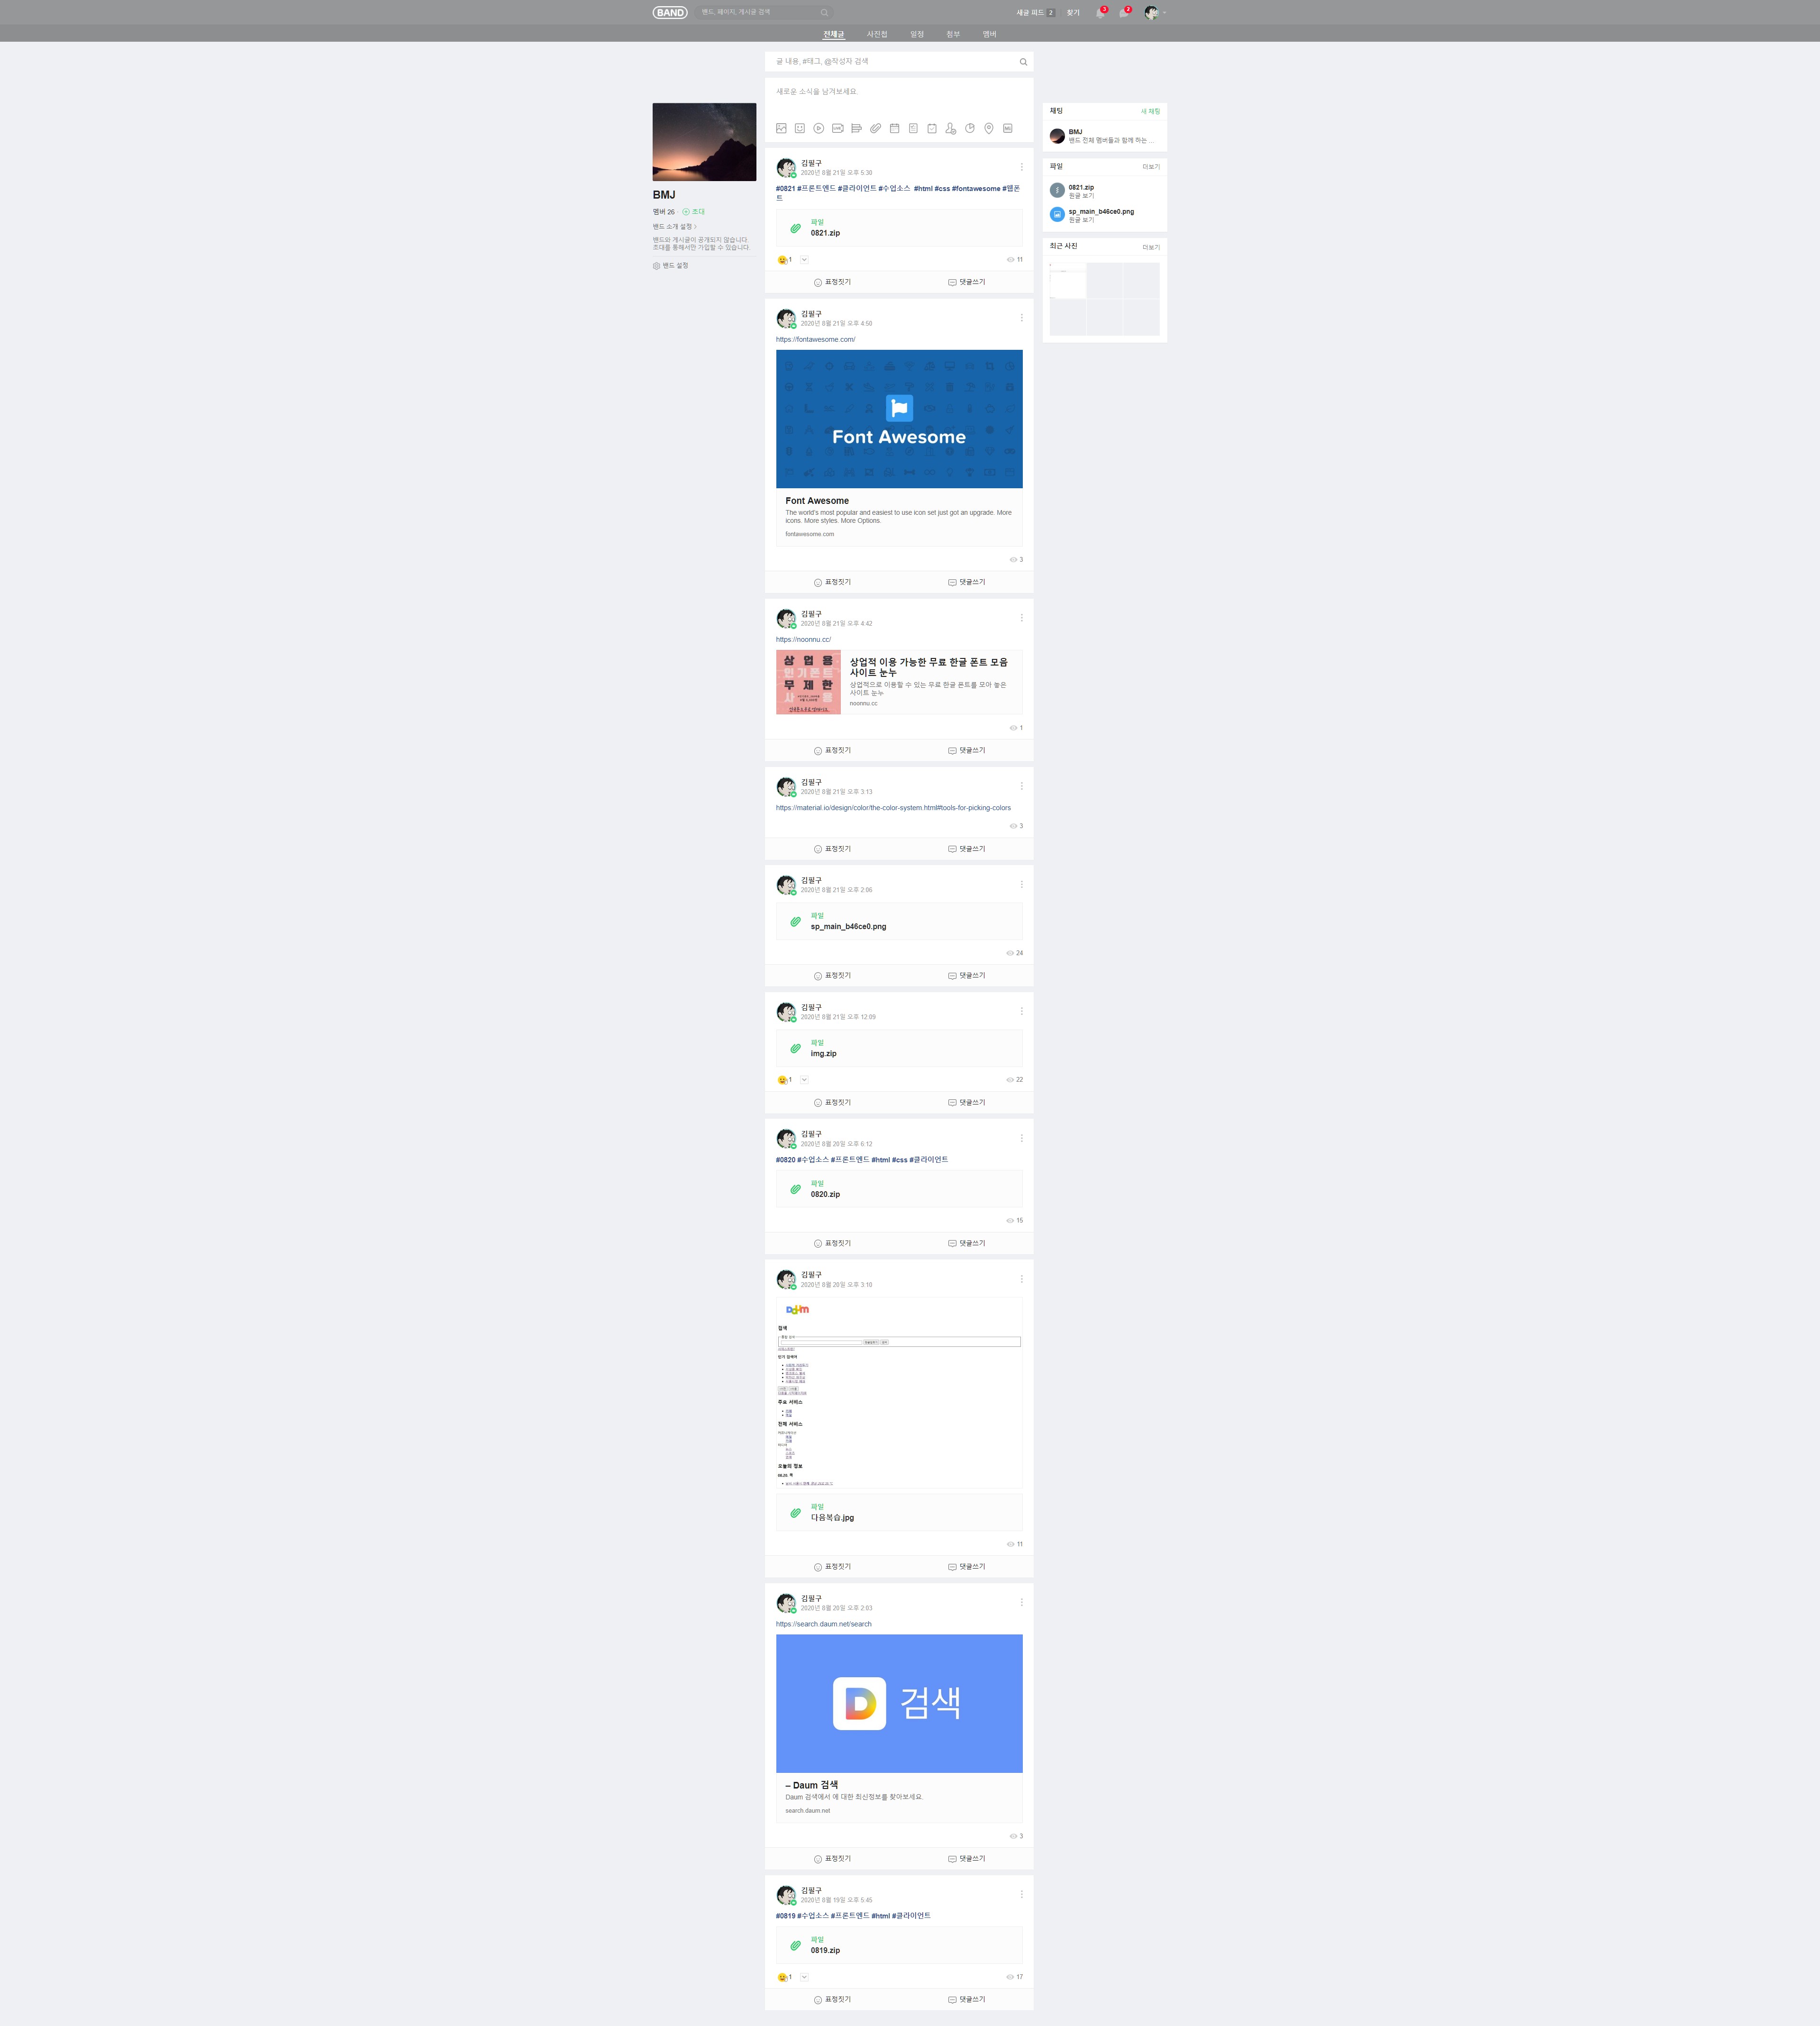 BAND
밴드, 페이지, 게시글 검색
새글 피드 2
찾기
3
2
전체글
사진첩
일정
첨부
멤버
BMJ
멤버 26 · 초대
밴드 소개 설정
밴드와 게시글이 공개되지 않습니다.
초대를 통해서만 가입할 수 있습니다.
밴드 설정
글 내용, #태그, @작성자 검색
새로운 소식을 남겨보세요.
김필구
2020년 8월 21일 오후 5:30
#0821 #프론트엔드 #클라이언트 #수업소스 #html #css #fontawesome #웹폰
트
파일
0821.zip
1
11
표정짓기
댓글쓰기
김필구
2020년 8월 21일 오후 4:50
https://fontawesome.com/
Font Awesome
Font Awesome
The world's most popular and easiest to use icon set just got an upgrade. More
icons. More styles. More Options.
fontawesome.com
3
표정짓기
댓글쓰기
김필구
2020년 8월 21일 오후 4:42
https://noonnu.cc/
상업용
인기폰트
무제한
상업적 이용 가능한 무료 한글 폰트 모음
사이트 눈누
상업적으로 이용할 수 있는 무료 한글 폰트를 모아 놓은
사이트 눈누
noonnu.cc
1
표정짓기
댓글쓰기
김필구
2020년 8월 21일 오후 3:13
https://material.io/design/color/the-color-system.html#tools-for-picking-colors
3
표정짓기
댓글쓰기
김필구
2020년 8월 21일 오후 2:06
파일
sp_main_b46ce0.png
24
표정짓기
댓글쓰기
김필구
2020년 8월 21일 오후 12:09
파일
img.zip
1
22
표정짓기
댓글쓰기
김필구
2020년 8월 20일 오후 6:12
#0820 #수업소스 #프론트엔드 #html #css #클라이언트
파일
0820.zip
15
표정짓기
댓글쓰기
김필구
2020년 8월 20일 오후 3:10
Daum
검색
인기 검색어
주요 서비스
전체 서비스
오늘의 정보
파일
다음복습.jpg
11
표정짓기
댓글쓰기
김필구
2020년 8월 20일 오후 2:03
https://search.daum.net/search
D 검색
– Daum 검색
Daum 검색에서 에 대한 최신정보를 찾아보세요.
search.daum.net
3
표정짓기
댓글쓰기
김필구
2020년 8월 19일 오후 5:45
#0819 #수업소스 #프론트엔드 #html #클라이언트
파일
0819.zip
1
17
표정짓기
댓글쓰기
채팅
새 채팅
BMJ
밴드 전체 멤버들과 함께 하는 ...
파일
더보기
0821.zip
원글 보기
sp_main_b46ce0.png
원글 보기
최근 사진
더보기